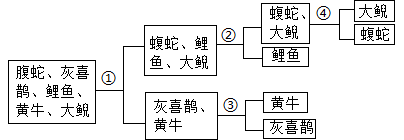 腹蛇、灰喜
鹊、鲤鱼、
黄牛、大鲵
①
蝮蛇、鲤
鱼、大鲵
②
蝮蛇、
大鲵
④
大鲵
蝮蛇
鲤鱼
灰喜鹊、
黄牛
③
黄牛
灰喜鹊